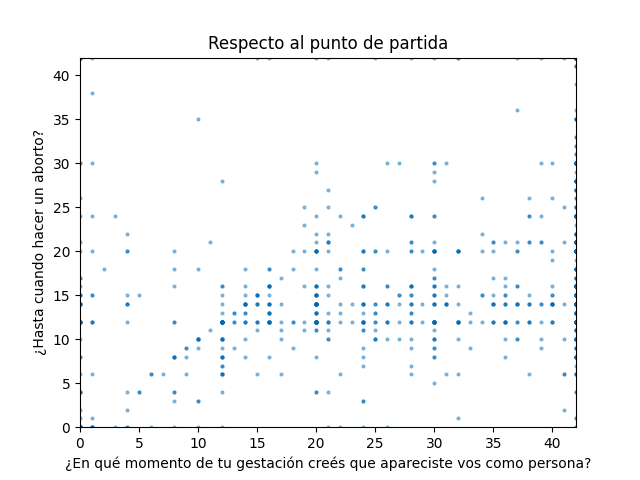 Respecto al punto de partida
¿Hasta cuando hacer un aborto?
40
35
30
25
20
15
10
5
0
0 5 10 15 20 25 30 35 40
¿En qué momento de tu gestación creés que apareciste vos como persona?